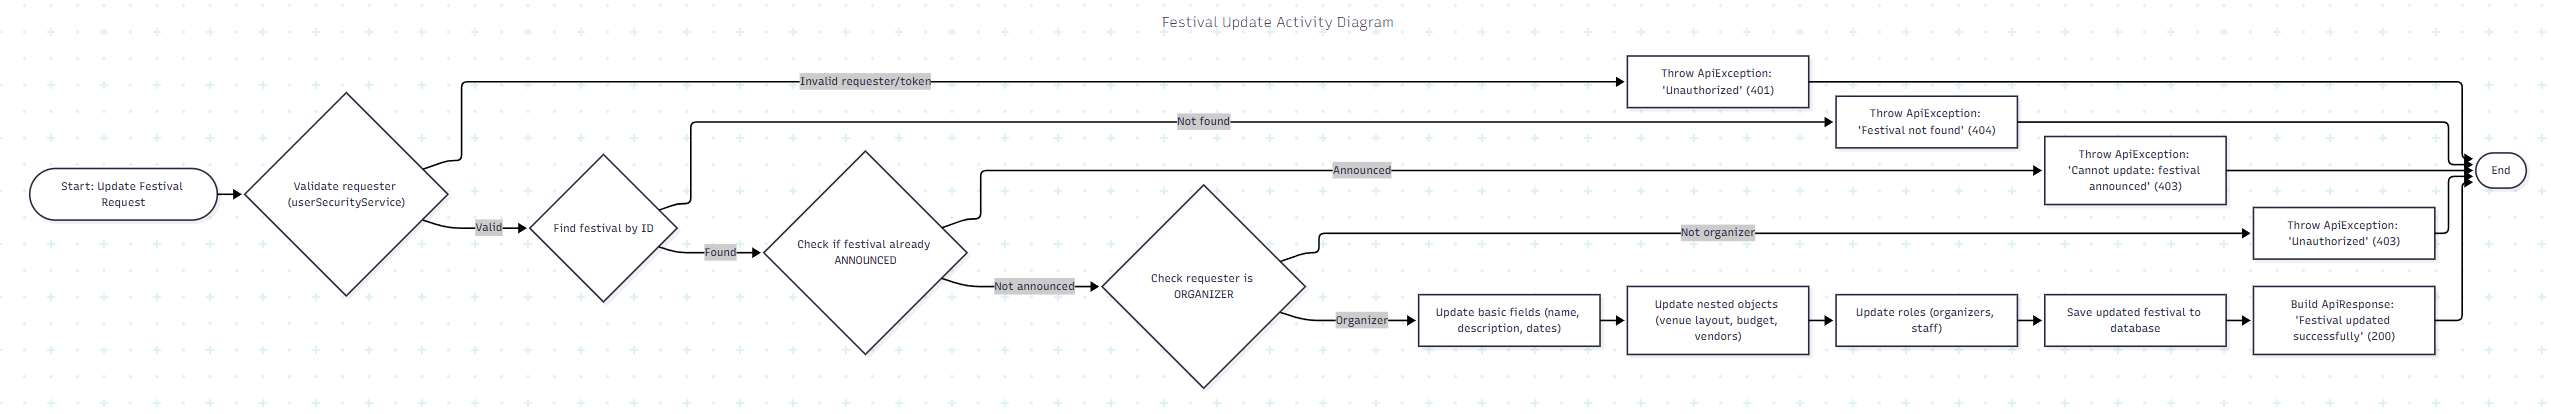 Festival Update Activity Diagram
Start: Update Festival
Request
Validate requester
(userSecurityService)
Invalid requester/token
Valid
Find festival by ID
Not found
Found
Check if festival already
ANNOUNCED
Announced
Not announced
Check requester is
ORGANIZER
Not organizer
Organizer
Update basic fields (name,
description, dates)
Update nested objects
(venue layout, budget,
vendors)
Update roles (organizers,
staff)
Save updated festival to
database
Build ApiResponse:
'Festival updated
successfully' (200)
Throw ApiException:
'Unauthorized' (401)
Throw ApiException:
'Festival not found' (404)
Throw ApiException:
'Cannot update: festival
announced' (403)
Throw ApiException:
'Unauthorized' (403)
End